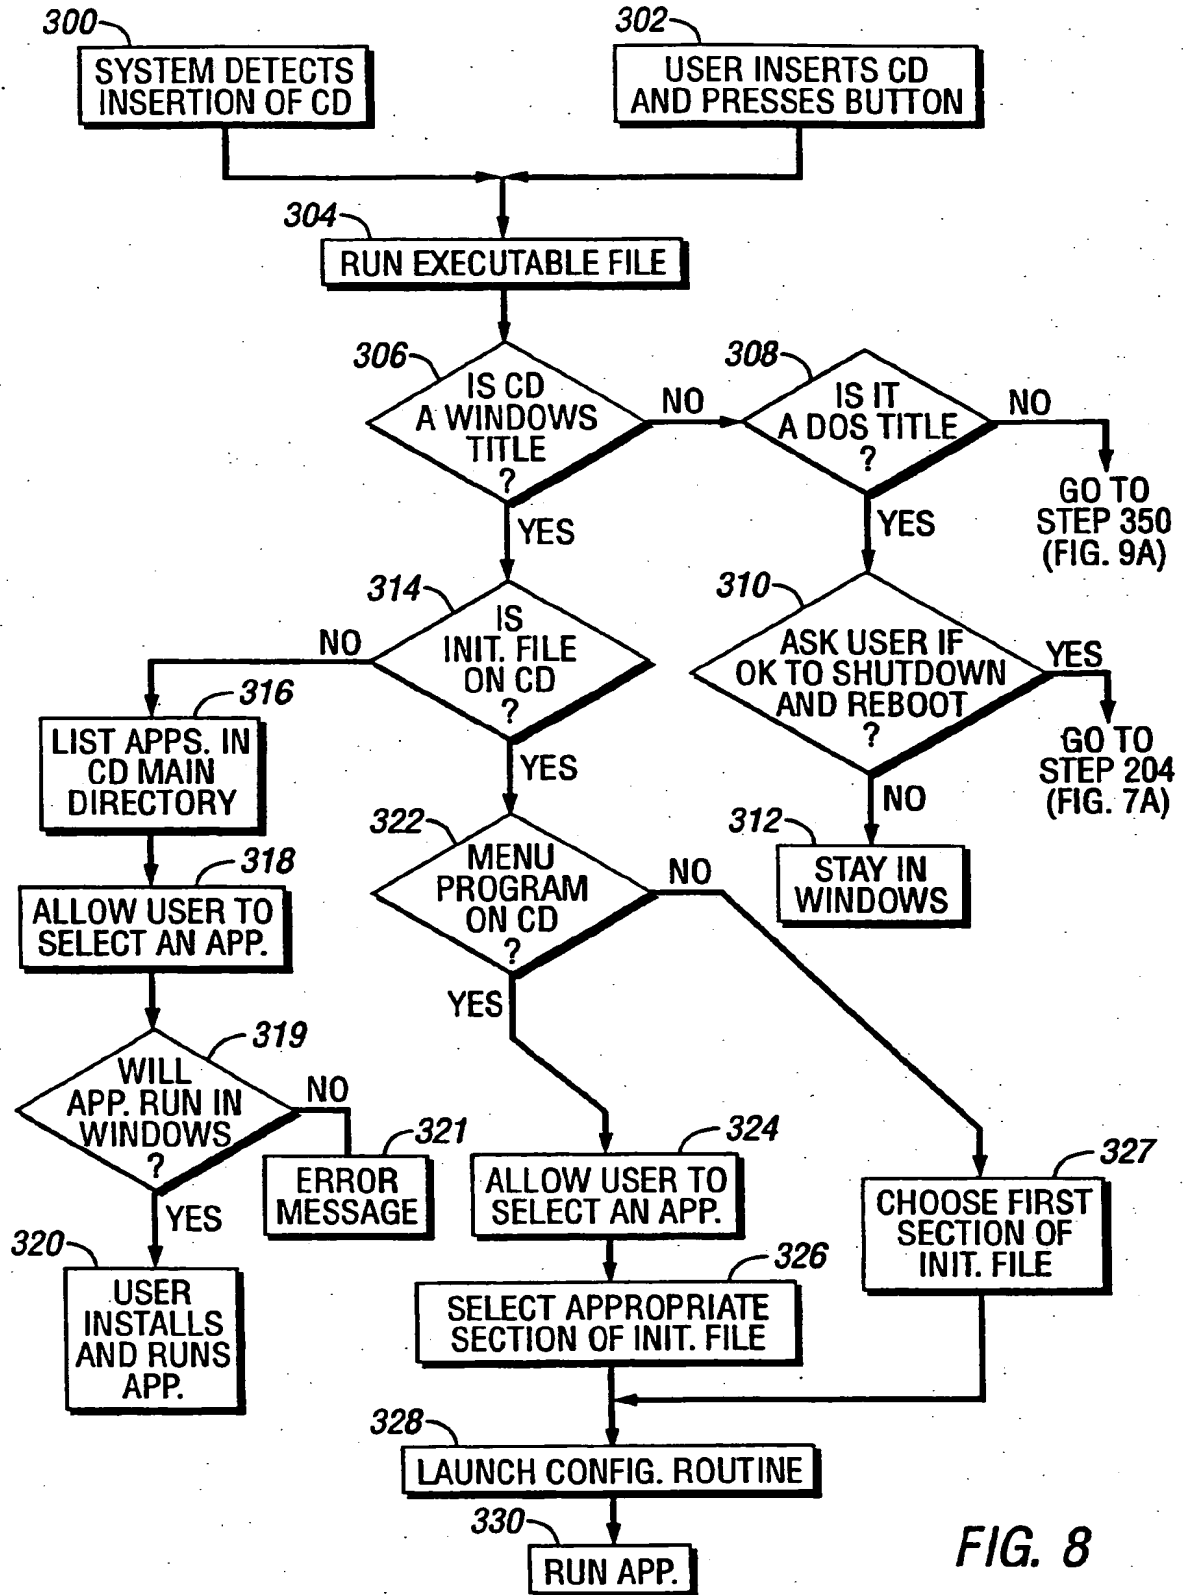 300
SYSTEM DETECTS
INSERTION OF CD
302
USER INSERTS CD
AND PRESSES BUTTON
304
RUN EXECUTABLE FILE
306
IS CD
A WINDOWS
TITLE
?
NO
308
IS IT
A DOS TITLE
?
NO
GO TO
STEP 350
(FIG. 9A)
YES
YES
310
ASK USER IF
OK TO SHUTDOWN
AND REBOOT
?
YES
GO TO
STEP 204
(FIG. 7A)
NO
312
STAY IN
WINDOWS
314
IS
INIT. FILE
ON CD
?
NO
316
LIST APPS. IN
CD MAIN
DIRECTORY
318
ALLOW USER TO
SELECT AN APP.
319
WILL
APP. RUN IN
WINDOWS
?
NO
321
ERROR
MESSAGE
YES
320
USER
INSTALLS
AND RUNS
APP.
YES
322
MENU
PROGRAM
ON CD
?
NO
YES
324
ALLOW USER TO
SELECT AN APP.
326
SELECT APPROPRIATE
SECTION OF INIT. FILE
327
CHOOSE FIRST
SECTION OF
INIT. FILE
328
LAUNCH CONFIG. ROUTINE
330
RUN APP.
FIG. 8